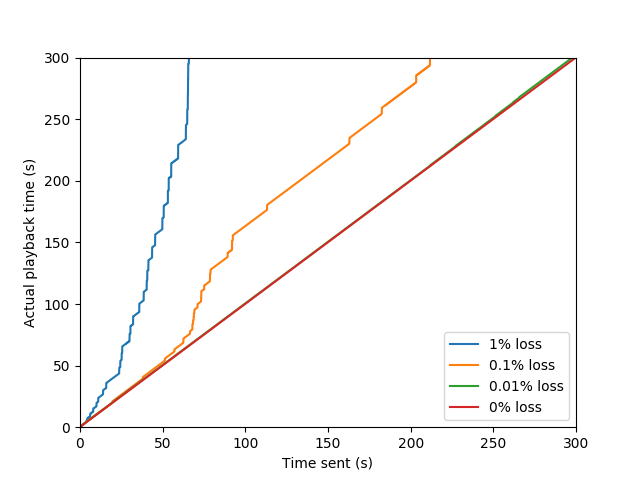 300
250
200
150
100
50
0
Actual playback time (s)
0 50 100 150 200 250 300
Time sent (s)
1% loss
0.1% loss
0.01% loss
0% loss